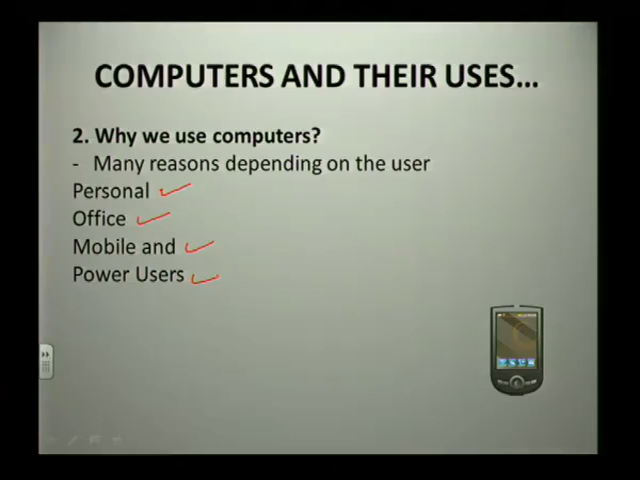 COMPUTERS AND THEIR USES...
2. Why we use computers?
- Many reasons depending on the user
Personal
Office
Mobile and
Power Users